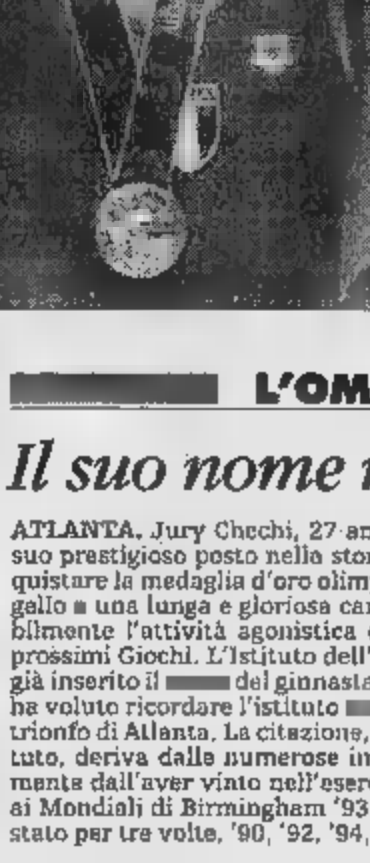 L'OM
Il suo nome
ATLANTA. Jury Chechi, 27 an
suo prestigioso posto nella stor
quistare la medaglia d'oro olim
gallo a una lunga e gloriosa car
bilmente l'attività agonistica
prossimi Giochi. L'Istituto dell'
già inserito il del ginnasta
ha voluto ricordare l'istituto
trionfo di Atlanta. La citazione,
tuto, deriva dalle numerose im
mente dall'aver vinto nell'eser
ai Mondiali di Birmingham '93
stato per tre volte, '90, '92, '94,